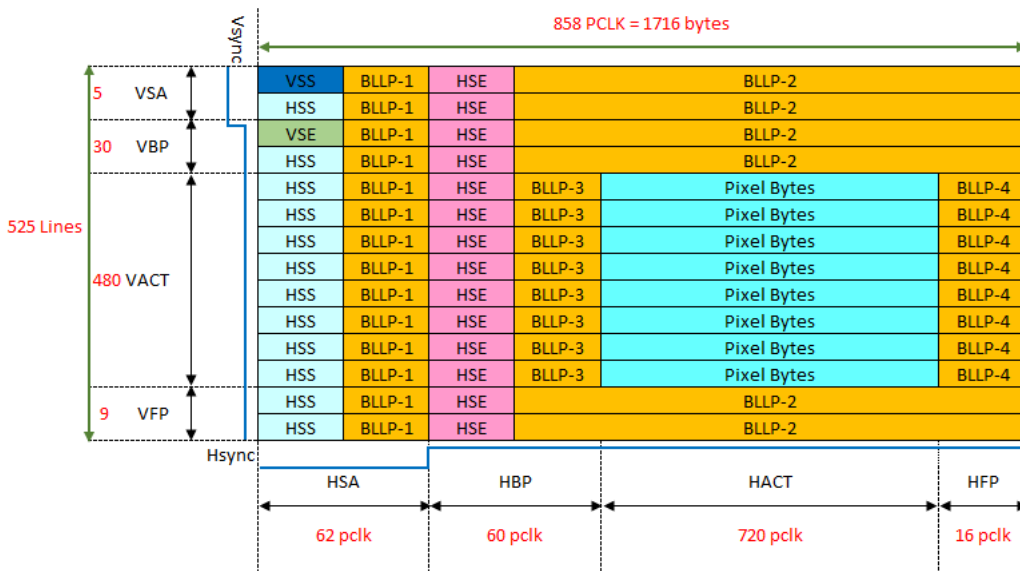 858 PCLK = 1716 bytes
Vsync
VSS BLLP-1 HSE BLLP-2
5 VSA
HSS BLLP-1 HSE BLLP-2
VSE BLLP-1 HSE BLLP-2
30 VBP
HSS BLLP-1 HSE BLLP-2
HSS BLLP-1 HSE BLLP-3 Pixel Bytes BLLP-4
HSS BLLP-1 HSE BLLP-3 Pixel Bytes BLLP-4
525 Lines
HSS BLLP-1 HSE BLLP-3 Pixel Bytes BLLP-4
HSS BLLP-1 HSE BLLP-3 Pixel Bytes BLLP-4
480 VACT
HSS BLLP-1 HSE BLLP-3 Pixel Bytes BLLP-4
HSS BLLP-1 HSE BLLP-3 Pixel Bytes BLLP-4
HSS BLLP-1 HSE BLLP-3 Pixel Bytes BLLP-4
HSS BLLP-1 HSE BLLP-3 Pixel Bytes BLLP-4
HSS BLLP-1 HSE BLLP-2
9 VFP
HSS BLLP-1 HSE BLLP-2
Hsync
HSA HBP HACT HFP
62 pclk 60 pclk 720 pclk 16 pclk